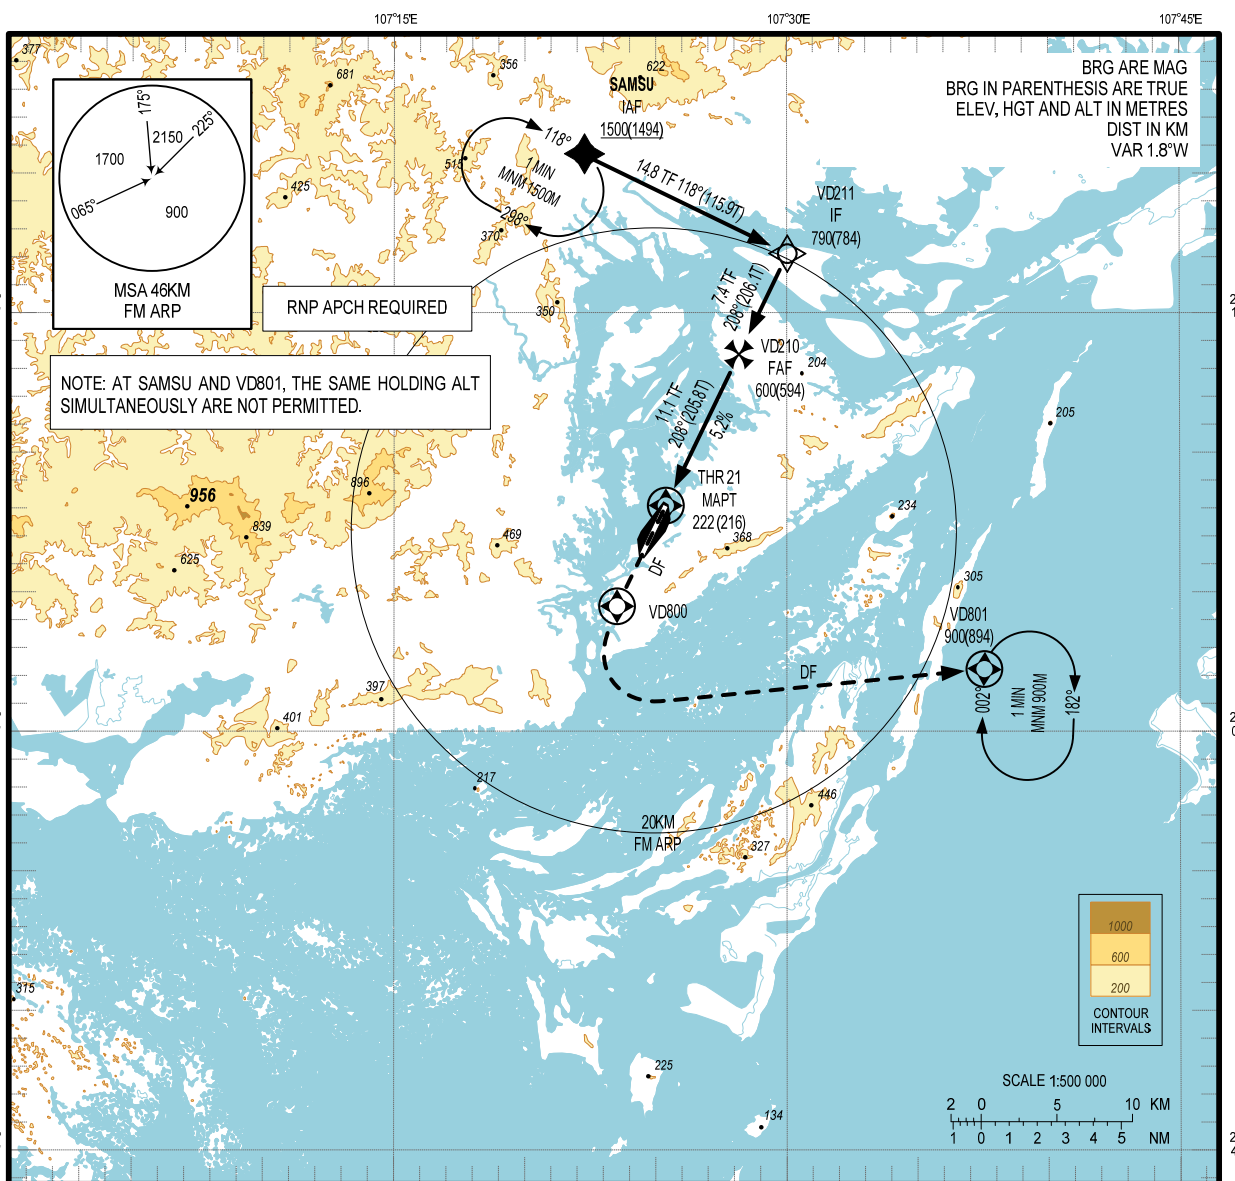 107°15'E
107°30'E
107°45'E
377
681
356
622
SAMSU
IAF
1500(1494)
BRG ARE MAG
BRG IN PARENTHESIS ARE TRUE
ELEV, HGT AND ALT IN METRES
DIST IN KM
VAR 1.8°W
175°
225°
2150
1700
065°
900
MSA 46KM
FM ARP
515
425
118°
1 MIN
MNM 1500M
298°
370
14.8 TF 118°(115.9T)
VD211
IF
790(784)
RNP APCH REQUIRED
350
7.4 TF
208°(206.1T)
NOTE: AT SAMSU AND VD801, THE SAME HOLDING ALT
SIMULTANEOUSLY ARE NOT PERMITTED.
VD210
FAF
600(594)
204
11.1 TF
208°(205.8T)
5.2%
205
896
956
839
625
469
THR 21
MAPT
222(216)
368
234
DF
VD800
305
VD801
900(894)
DF
002°
1 MIN
MNM 900M
182°
397
401
217
446
20KM
FM ARP
327
315
225
134
1000
600
200
CONTOUR
INTERVALS
SCALE 1:500 000
2 0 5 10 KM
1 0 1 2 3 4 5 NM